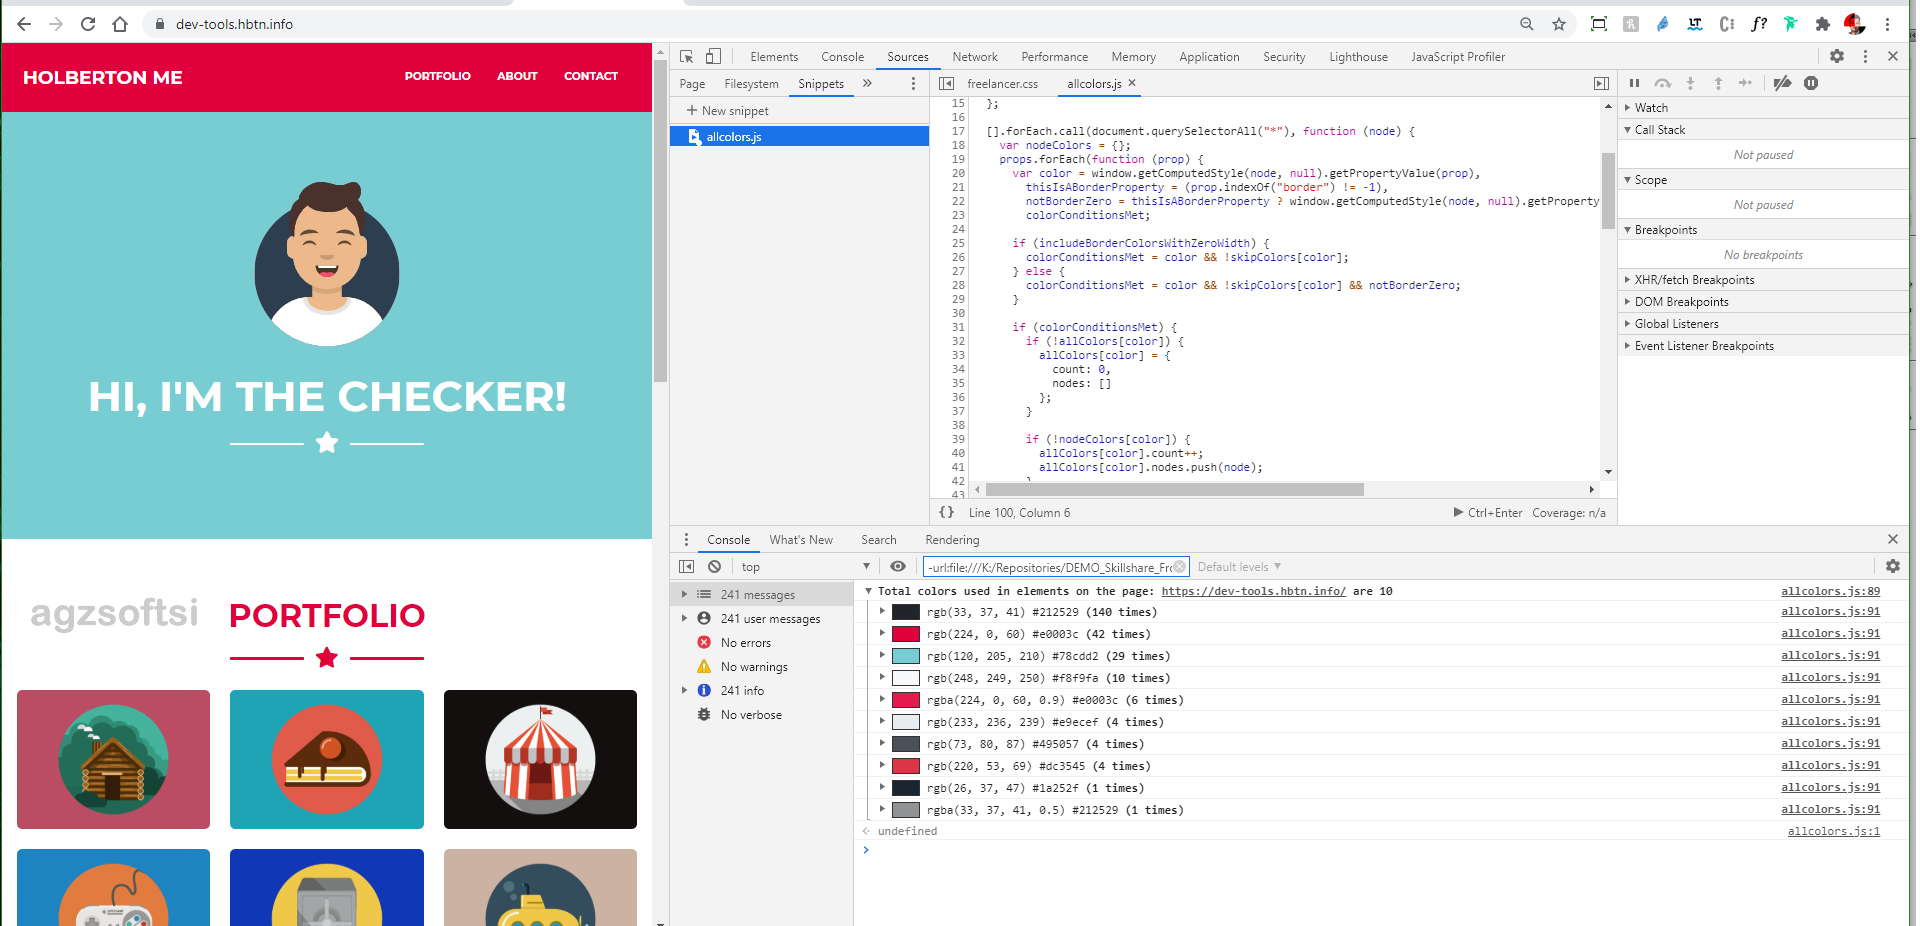 dev-tools.hbtn.info
HOLBERTON ME
PORTFOLIO ABOUT CONTACT
HI, I'M THE CHECKER!
agzsoftsi
PORTFOLIO
Elements Console Sources Network Performance Memory Application Security Lighthouse JavaScript Profiler
Page Filesystem Snippets »
+ New snippet
allcolors.js
freelancer.css allcolors.js ×
15 };
16
17 [].forEach.call(document.querySelectorAll("*"), function (node) {
18 var nodeColors = {};
19 props.forEach(function (prop) {
20 var color = window.getComputedStyle(node, null).getPropertyValue(prop),
21 thisIsABorderProperty = (prop.indexOf("border") != -1),
22 notBorderZero = thisIsABorderProperty ? window.getComputedStyle(node, null).getProperty
23 colorConditionsMet;
24
25 if (includeBorderColorsWithZeroWidth) {
26 colorConditionsMet = color && !skipColors[color];
27 } else {
28 colorConditionsMet = color && !skipColors[color] && notBorderZero;
29 }
30
31 if (colorConditionsMet) {
32 if (!allColors[color]) {
33 allColors[color] = {
34 count: 0,
35 nodes: []
36 };
37 }
38
39 if (!nodeColors[color]) {
40 allColors[color].count++;
41 allColors[color].nodes.push(node);
42 }
43
{} Line 100, Column 6
Ctrl+Enter Coverage: n/a
Watch
Call Stack
Not paused
Scope
Not paused
Breakpoints
No breakpoints
XHR/fetch Breakpoints
DOM Breakpoints
Global Listeners
Event Listener Breakpoints
Console What's New Search Rendering
top
-url:file:///K:/Repositories/DEMO_Skillshare_Fro
Default levels
241 messages
241 user messages
No errors
No warnings
241 info
No verbose
Total colors used in elements on the page: https://dev-tools.hbtn.info/ are 10 allcolors.js:89
rgb(33, 37, 41) #212529 (140 times) allcolors.js:91
rgb(224, 0, 60) #e0003c (42 times) allcolors.js:91
rgb(120, 205, 210) #78cdd2 (29 times) allcolors.js:91
rgb(248, 249, 250) #f8f9fa (10 times) allcolors.js:91
rgba(224, 0, 60, 0.9) #e0003c (6 times) allcolors.js:91
rgb(233, 236, 239) #e9ecef (4 times) allcolors.js:91
rgb(73, 80, 87) #495057 (4 times) allcolors.js:91
rgb(220, 53, 69) #dc3545 (4 times) allcolors.js:91
rgb(26, 37, 47) #1a252f (1 times) allcolors.js:91
rgba(33, 37, 41, 0.5) #212529 (1 times) allcolors.js:91
undefined allcolors.js:1